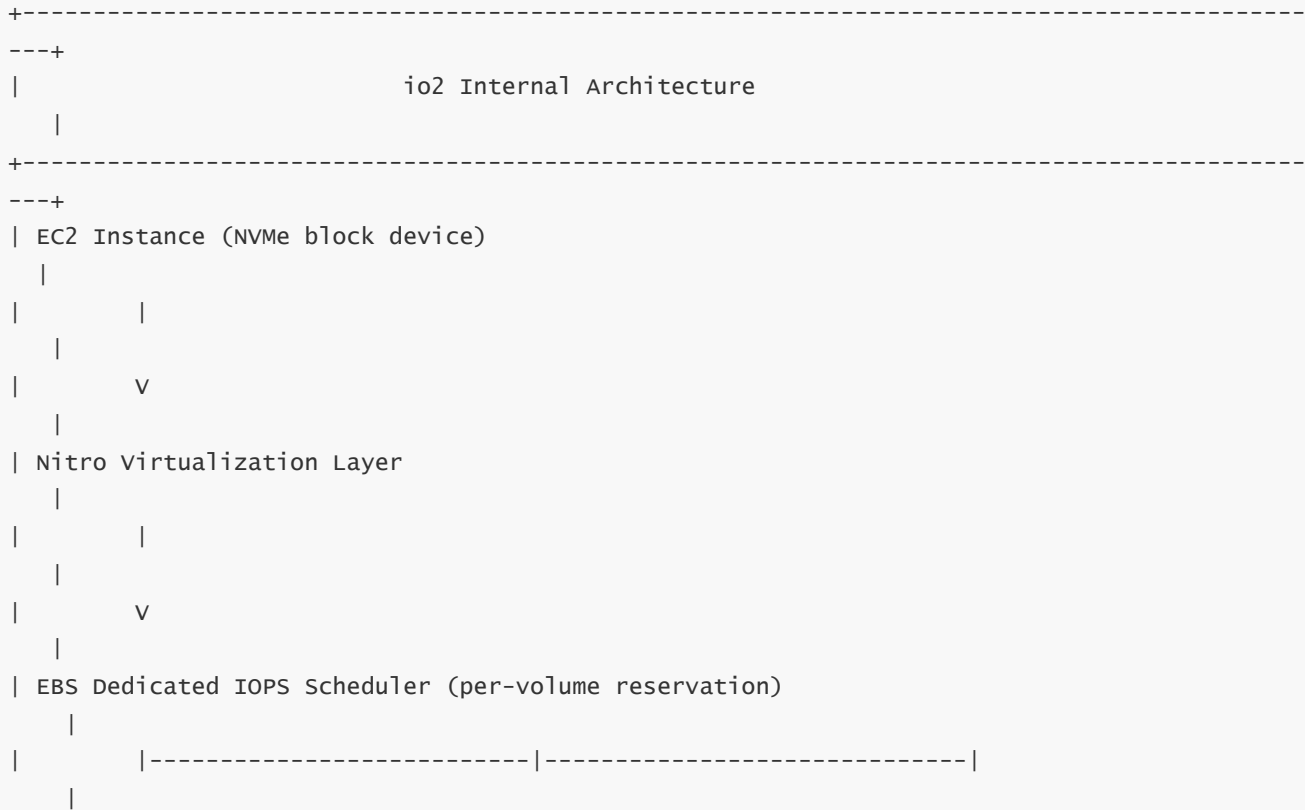 +------------------------------------------------------------------------------------------
---+
|                           io2 Internal Architecture
   |
+------------------------------------------------------------------------------------------
---+
| EC2 Instance (NVMe block device)
  |
|        |
   |
|        V
   |
| Nitro Virtualization Layer
   |
|        |
   |
|        V
   |
| EBS Dedicated IOPS Scheduler (per-volume reservation)
    |
|        |---------------------------|------------------------------|
    |